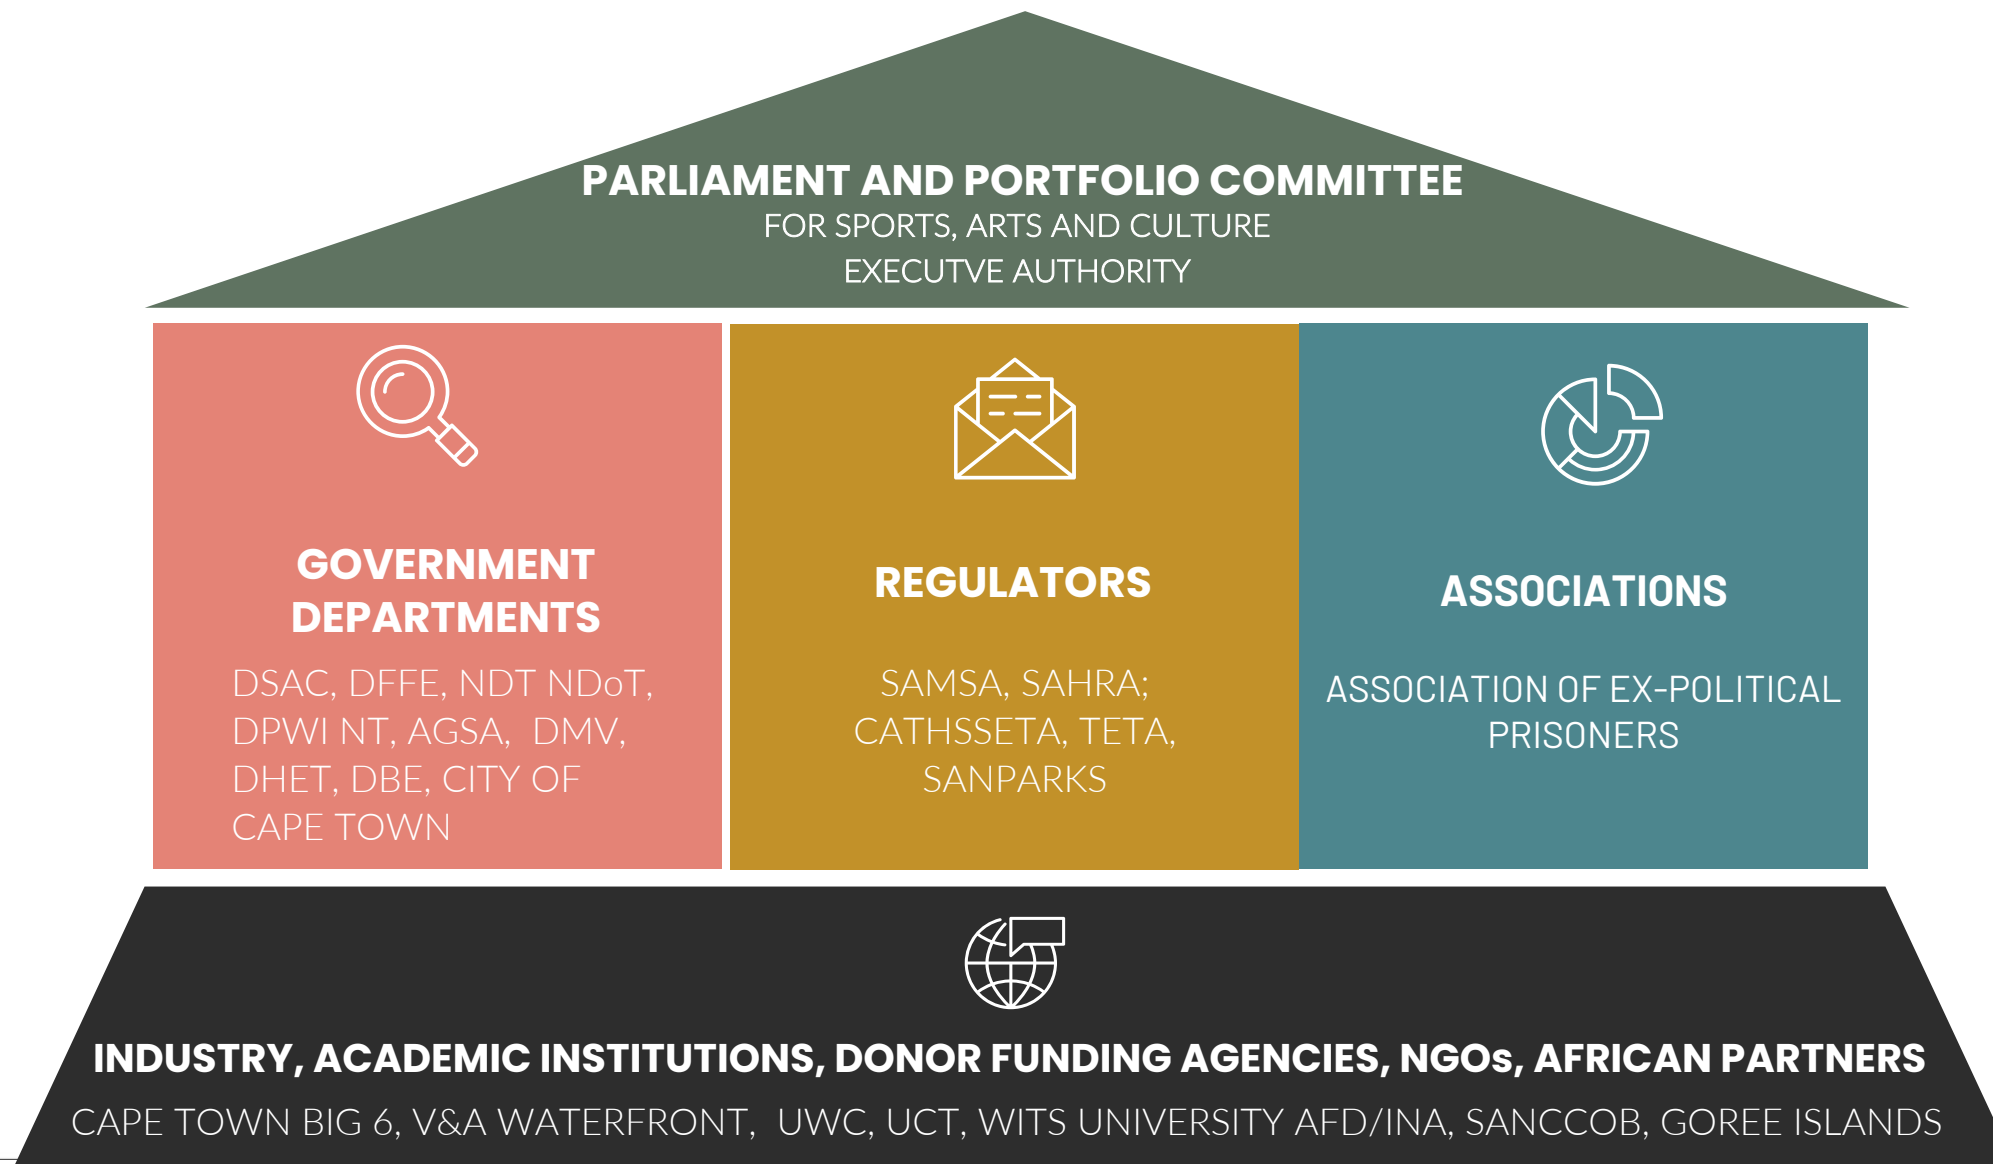 PARLIAMENT AND PORTFOLIO COMMITTEE
FOR SPORTS, ARTS AND CULTURE
EXECUTVE AUTHORITY
GOVERNMENT
DEPARTMENTS
DSAC, DFFE, NDT NDoT,
DPWI NT, AGSA, DMV,
DHET, DBE, CITY OF
CAPE TOWN
REGULATORS
SAMSA, SAHRA;
CATHSSETA, TETA,
SANPARKS
ASSOCIATIONS
ASSOCIATION OF EX-POLITICAL
PRISONERS
INDUSTRY, ACADEMIC INSTITUTIONS, DONOR FUNDING AGENCIES, NGOs, AFRICAN PARTNERS
CAPE TOWN BIG 6, V&A WATERFRONT, UWC, UCT, WITS UNIVERSITY AFD/INA, SANCCOB, GOREE ISLANDS